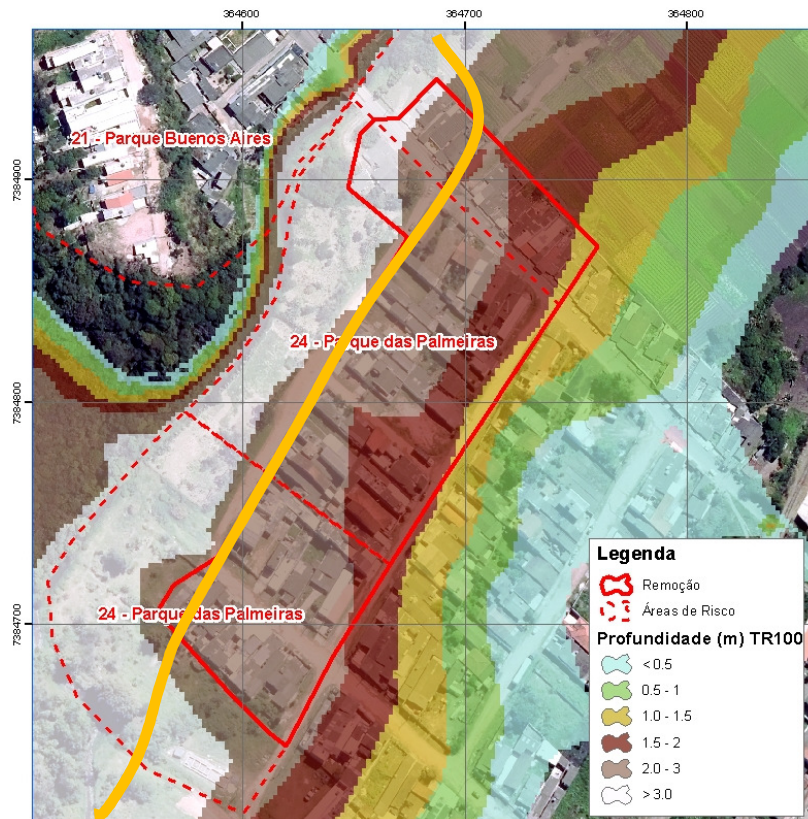 364600
364700
364800
7384900
7384800
7384700
21 - Parque Buenos Aires
24 - Parque das Palmeiras
24 - Parque das Palmeiras
Legenda
Remoção
Áreas de Risco
Profundidade (m) TR100
<0.5
0.5 - 1
1.0 - 1.5
1.5 - 2
2.0 - 3
>3.0